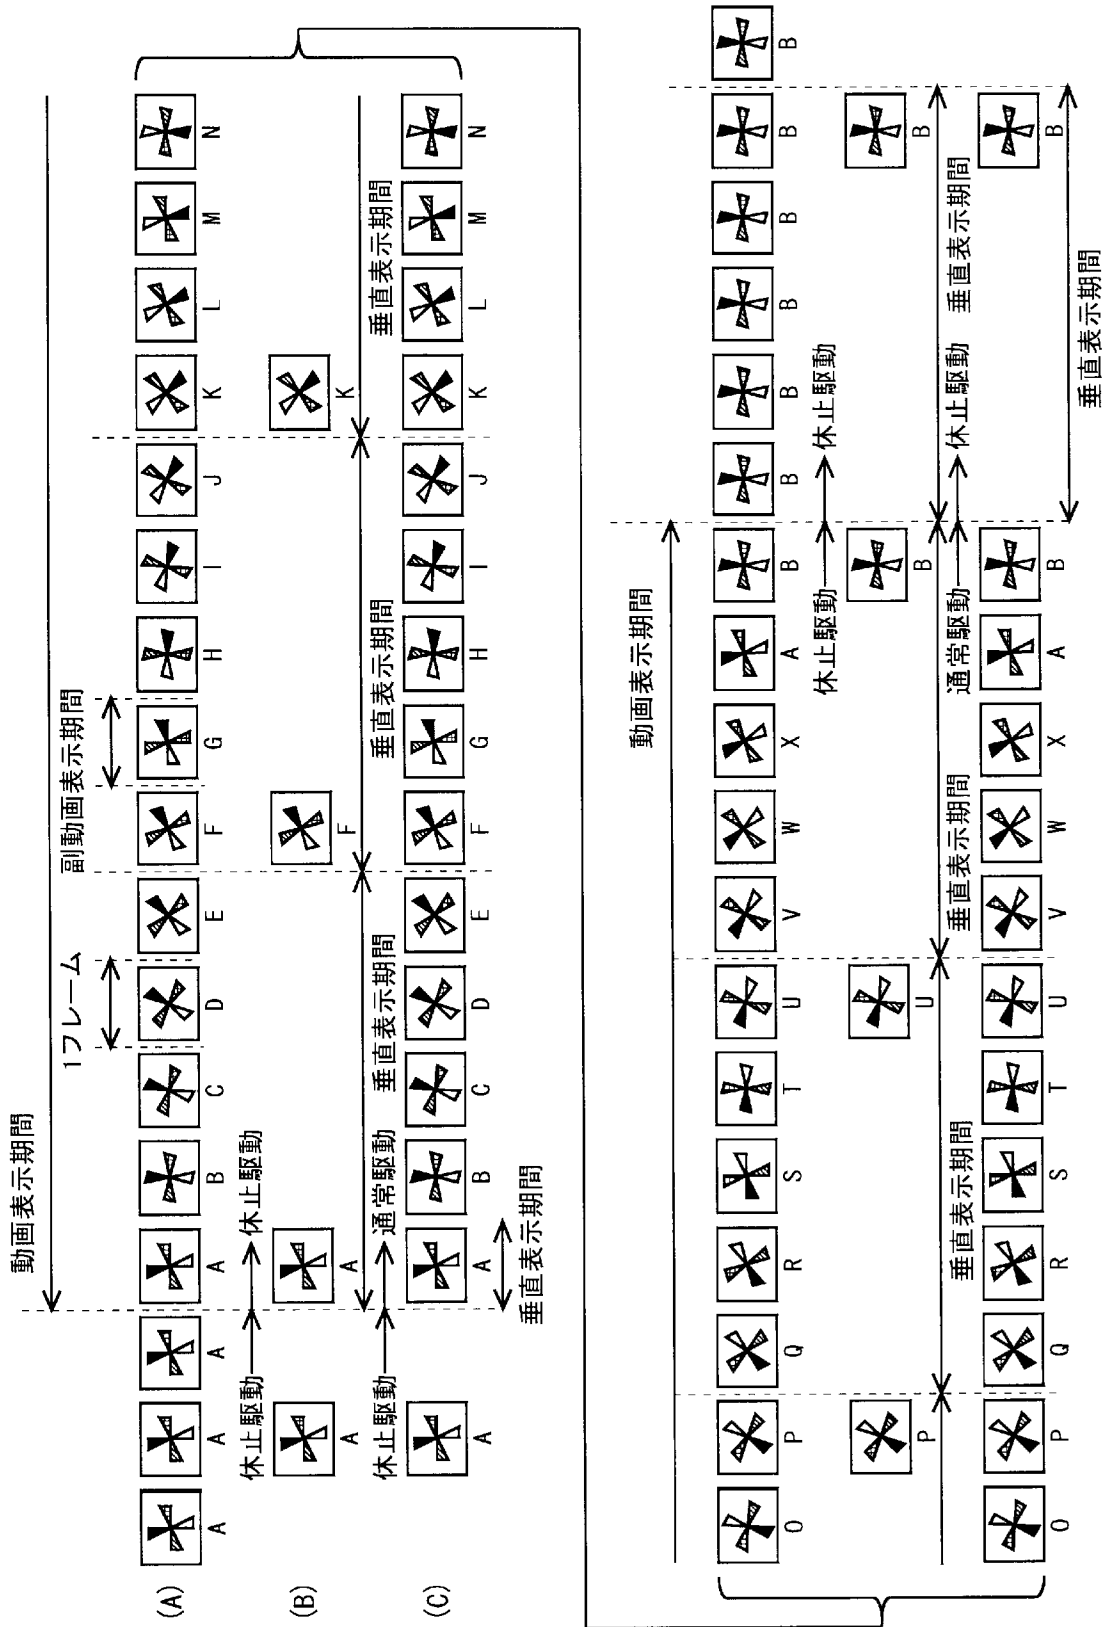 動画表示期間
1フレーム
副動画表示期間
(A)
A A A A B C D E F G H I J K L M N
休止駆動 休止駆動
(B)
A A F K
垂直表示期間 垂直表示期間 垂直表示期間
休止駆動 通常駆動
(C)
A A B C D E F G H I J K L M N
垂直表示期間
動画表示期間
O P Q R S T U V W X A B B B B B B B
休止駆動 休止駆動
P U B B
垂直表示期間 垂直表示期間 垂直表示期間
通常駆動 休止駆動
O P Q R S T U V W X A B B
垂直表示期間